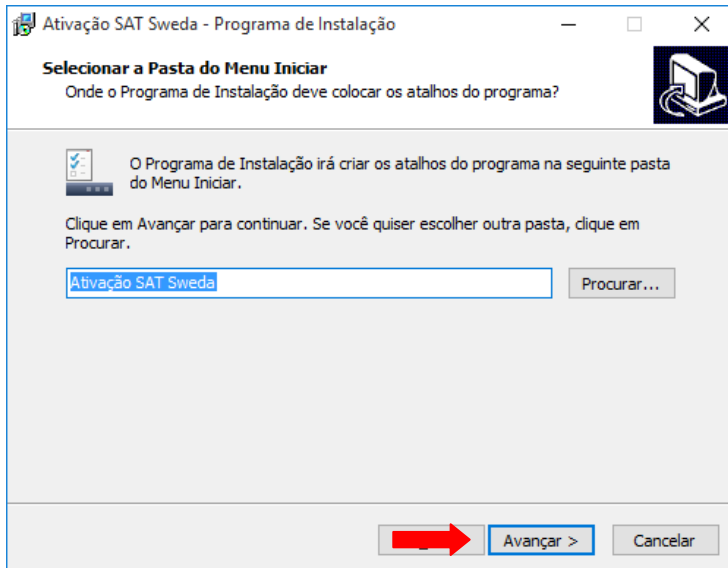 Ativação SAT Sweda - Programa de Instalação
Selecionar a Pasta do Menu Iniciar
Onde o Programa de Instalação deve colocar os atalhos do programa?
O Programa de Instalação irá criar os atalhos do programa na seguinte pasta
do Menu Iniciar.
Clique em Avançar para continuar. Se você quiser escolher outra pasta, clique em
Procurar.
Ativação SAT Sweda
Procurar...
Avançar >
Cancelar